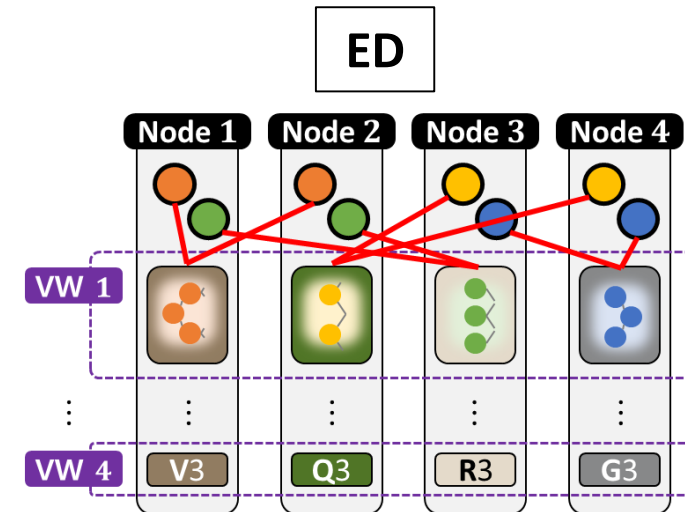 ED
Node 1 Node 2 Node 3 Node 4
VW 1
⋮ ⋮ ⋮ ⋮ ⋮
VW 4 V3 Q3 R3 G3